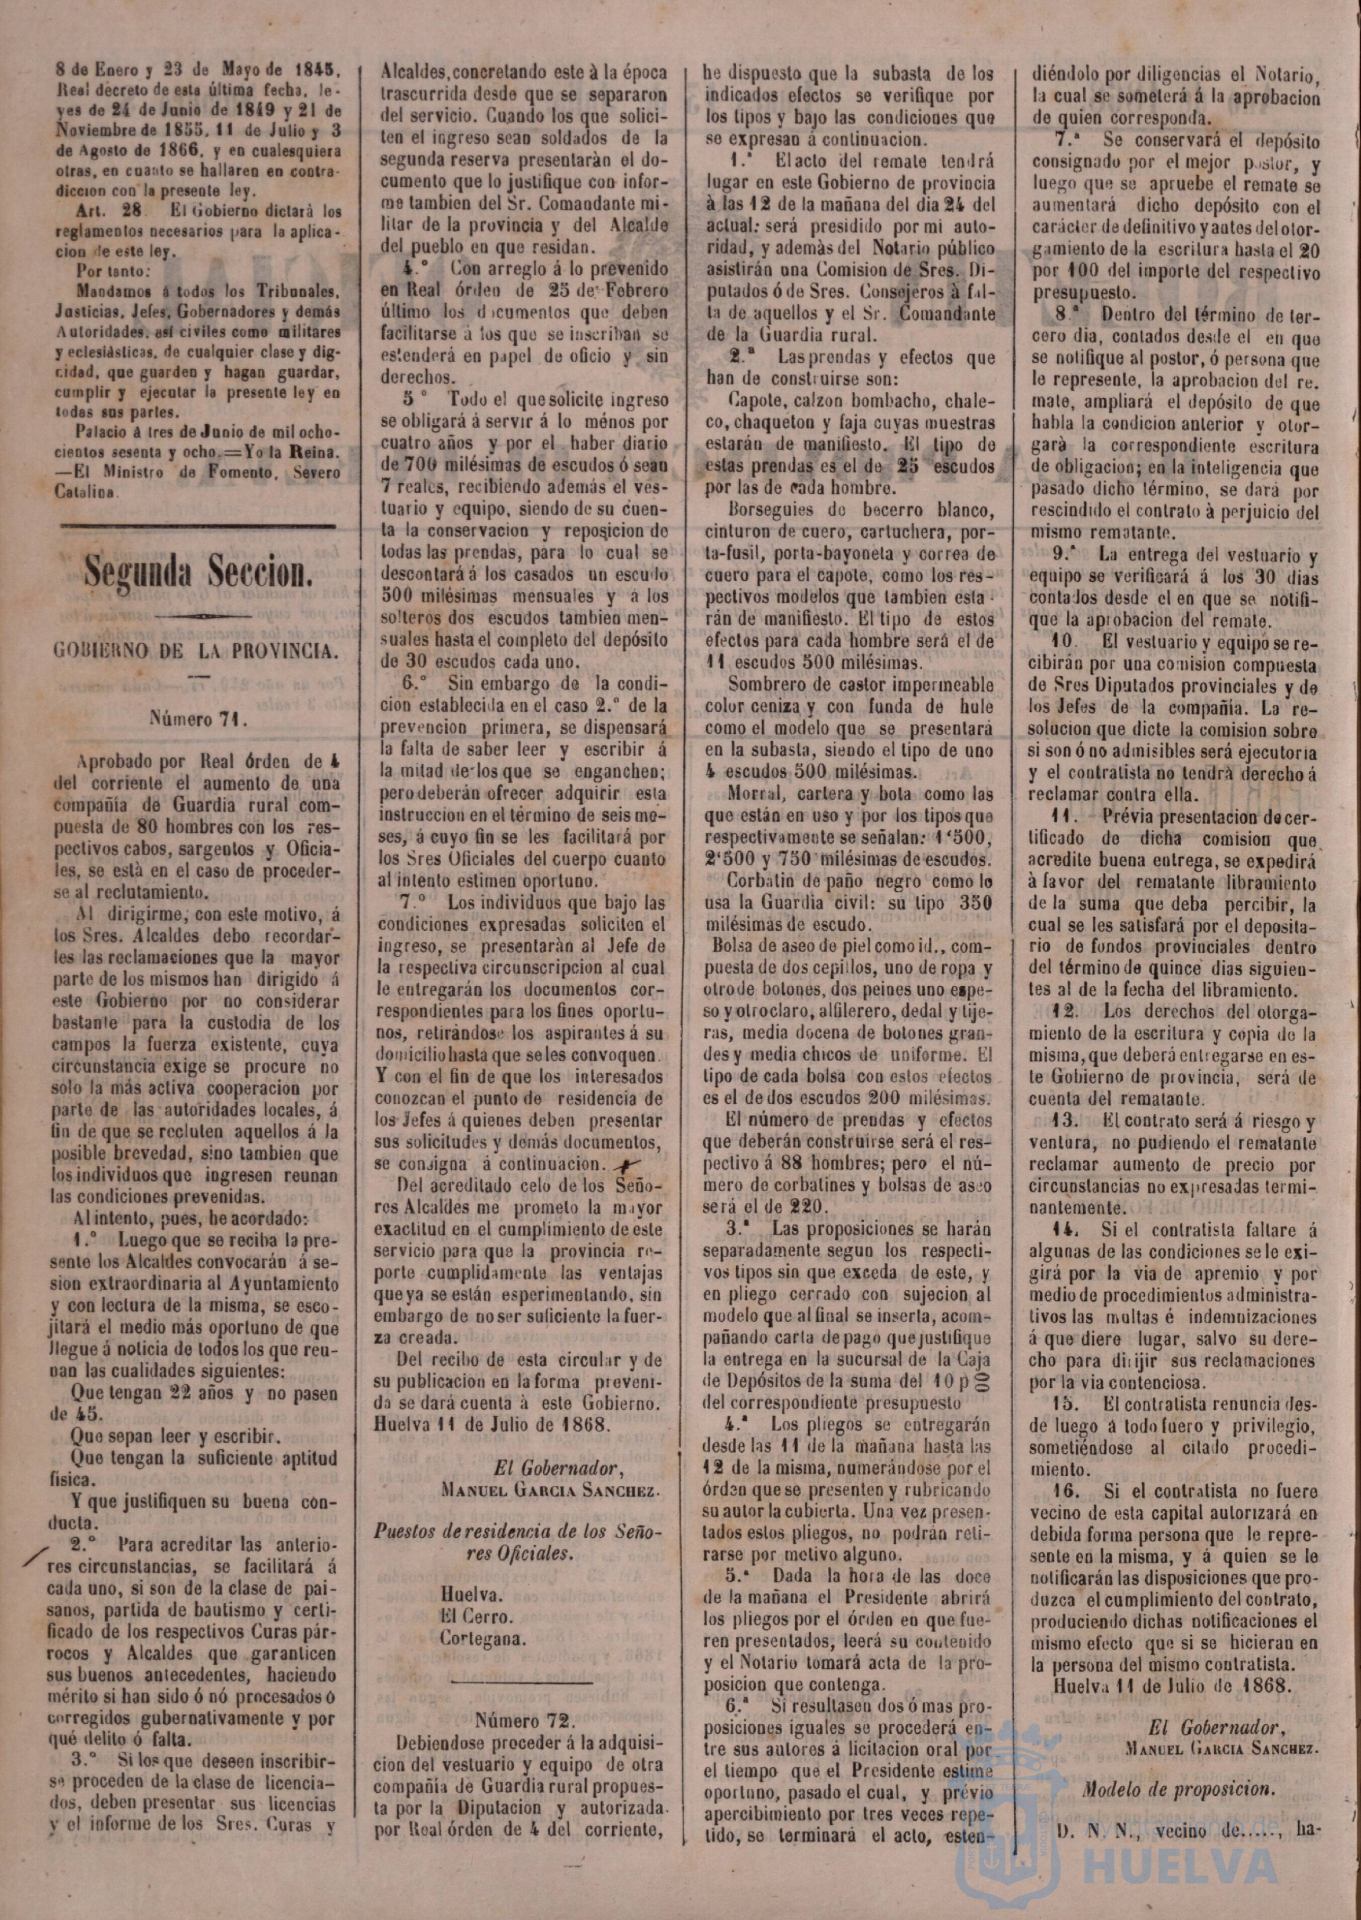 8 de Enero y 23 de Mayo de 1845,
Real decreto de esta última fecha, le-
yes de 24 de Junio de 1849 y 21 de
Noviembre de 1855, 11 de Julio y 3
de Agosto de 1866, y en cualesquiera
otras, en cuanto se hallaren en contra-
diccion con la presente ley.
Art. 28. El Gobierno dictará los
reglamentos necesarios para la aplica-
cion de este ley.
Por tanto:
Mandamos á todos los Tribunales,
Justicias, Jefes, Gobernadores y demás
Autoridades, así civiles como militares
y eclesiásticas, de cualquier clase y dig-
nidad, que guarden y hagan guardar,
cumplir y ejecutar la presente ley en
todas sus partes.
Palacio á tres de Junio de mil ocho-
cientos sesenta y ocho.=Yo la Reina.
—El Ministro de Fomento, Severo
Catalina.
Segunda Seccion.
GOBIERNO DE LA PROVINCIA.
Número 71.
Aprobado por Real órden de 4
del corriente el aumento de una
compañía de Guardia rural com-
puesta de 80 hombres con los res-
pectivos cabos, sargentos y Oficia-
les, se està en el caso de proceder-
se al reclutamiento.
Al dirigirme, con este motivo, á
los Sres. Alcaldes debo recordar-
les las reclamaciones que la mayor
parte de los mismos han dirigido á
este Gobierno por no considerar
bastante para la custodia de los
campos la fuerza existente, cuya
circunstancia exige se procure no
solo la más activa cooperacion por
parte de las autoridades locales, á
fin de que se recluten aquellos á la
posible brevedad, sino tambien que
los individuos que ingresen reunan
las condiciones prevenidas.
Al intento, pues, he acordado:
1.º Luego que se reciba la pre-
sente los Alcaldes convocarán á se-
sion extraordinaria al Ayuntamiento
y con lectura de la misma, se esco-
jitará el medio más oportuno de que
llegue á noticia de todos los que reu-
nan las cualidades siguientes:
Que tengan 22 años y no pasen
de 45.
Que sepan leer y escribir.
Que tengan la suficiente aptitud
física.
Y que justifiquen su buena con-
ducta.
2.º Para acreditar las anterio-
res circunstancias, se facilitará á
cada uno, si son de la clase de pai-
sanos, partida de bautismo y certi-
ficado de los respectivos Curas pár-
rocos y Alcaldes que garanticen
sus buenos antecedentes, haciendo
mérito si han sido ó nó procesados ó
corregidos gubernativamente y por
qué delito ó falta.
3.º Si los que deseen inscribir-
se proceden de la clase de licencia-
dos, deben presentar sus licencias
y el informe de los Sres. Curas y
Alcaldes, concretando este à la época
trascurrida desde que se separaron
del servicio. Cuando los que solici-
ten el ingreso sean soldados de la
segunda reserva presentaràn el do-
cumento que lo justifique con infor-
me tambien del Sr. Comandante mi-
litar de la provincia y del Alcalde
del pueblo en que residan.
4.º Con arreglo á lo prevenido
en Real órden de 25 de Febrero
último los documentos que deben
facilitarse à los que se inscriban se
estenderá en papel de oficio y sin
derechos.
5º Todo el que solicite ingreso
se obligará á servir á lo ménos por
cuatro años y por el haber diario
de 700 milésimas de escudos ó sean
7 reales, recibiendo además el ves-
tuario y equipo, siendo de su cuen-
ta la conservacion y reposicion de
todas las prendas, para lo cual se
descontará á los casados un escudo
500 milésimas mensuales y á los
solteros dos escudos tambien men-
suales hasta el completo del depósito
de 30 escudos cada uno.
6.º Sin embargo de la condi-
cion establecida en el caso 2.º de la
prevencion primera, se dispensará
la falta de saber leer y escribir á
la mitad de los que se enganchen;
pero deberán ofrecer adquirir esta
instruccion en el término de seis me-
ses, á cuyo fin se les facilitará por
los Sres Oficiales del cuerpo cuanto
al intento estimen oportuno.
7.º Los individuos que bajo las
condiciones expresadas soliciten el
ingreso, se presentaràn al Jefe de
la respectiva circunscripcion al cual
le entregarán los documentos cor-
respondientes para los fines oportu-
nos, retirándose los aspirantes á su
domicilio hasta que se les convoquen.
Y con el fin de que los interesados
conozcan el punto de residencia de
los Jefes á quienes deben presentar
sus solicitudes y demás documentos,
se consigna á continuacion.
Del acreditado celo de los Seño-
res Alcaldes me prometo la mayor
exactitud en el cumplimiento de este
servicio para que la provincia re-
porte cumplidamente las ventajas
que ya se están esperimentando, sin
embargo de no ser suficiente la fuer-
za creada.
Del recibo de esta circular y de
su publicacion en la forma preveni-
da se dará cuenta à este Gobierno.
Huelva 11 de Julio de 1868.
El Gobernador,
MANUEL GARCIA SANCHEZ.
Puestos de residencia de los Seño-
res Oficiales.
Huelva.
El Cerro.
Cortegana.
Número 72.
Debiendose proceder á la adquisi-
cion del vestuario y equipo de otra
compañía de Guardia rural propues-
ta por la Diputacion y autorizada
por Real órden de 4 del corriente,
he dispuesto que la subasta de los
indicados efectos se verifique por
los tipos y bajo las condiciones que
se expresan á continuacion.
1.ª El acto del remate tendrá
lugar en este Gobierno de provincia
à las 12 de la mañana del dia 24 del
actual: será presidido por mi auto-
ridad, y ademàs del Notario público
asistirán una Comision de Sres. Di-
putados ó de Sres. Consejeros à fal-
ta de aquellos y el Sr. Comandante
de la Guardia rural.
2.ª Las prendas y efectos que
han de construirse son:
Capote, calzon bombacho, chale-
co, chaqueton y faja cuyas muestras
estarán de manifiesto. El tipo de
estas prendas es el de 25 escudos
por las de cada hombre.
Borseguies de becerro blanco,
cinturon de cuero, cartuchera, por-
ta-fusil, porta-bayoneta y correa de
cuero para el capote, como los res-
pectivos modelos que tambien esta-
rán de manifiesto. El tipo de estos
efectos para cada hombre será el de
11 escudos 500 milésimas.
Sombrero de castor impermeable
color ceniza y con funda de hule
como el modelo que se presentará
en la subasta, siendo el tipo de uno
4 escudos 500 milésimas.
Morral, cartera y bota como las
que están en uso y por los tipos que
respectivamente se señalan: 1'500,
2'500 y 750 milésimas de escudos.
Corbatin de paño negro como lo
usa la Guardia civil: su tipo 350
milésimas de escudo.
Bolsa de aseo de piel como id., com-
puesta de dos cepillos, uno de ropa y
otro de botones, dos peines uno espe-
so y otro claro, alfilerero, dedal y tije-
ras, media docena de botones gran-
des y media chicos de uniforme. El
tipo de cada bolsa con estos efectos
es el de dos escudos 200 milésimas.
El número de prendas y efectos
que deberán construirse será el res-
pectivo á 88 hombres; pero el nú-
mero de corbatines y bolsas de aseo
será el de 220.
3.ª Las proposiciones se harán
separadamente segun los respecti-
vos tipos sin que exceda de este, y
en pliego cerrado con sujecion al
modelo que al final se inserta, acom-
pañando carta de pago que justifique
la entrega en la sucursal de la Caja
de Depósitos de la suma del 10 p
del correspondiente presupuesto
4.ª Los pliegos se entregarán
desde las 11 de la mañana hasta las
12 de la misma, numerándose por el
órden que se presenten y rubricando
su autor la cubierta. Una vez presen-
tados estos pliegos, no podrán reti-
rarse por motivo alguno.
5.ª Dada la hora de las doce
de la mañana el Presidente abrirá
los pliegos por el órden en que fue-
ren presentados, leerá su contenido
y el Notario tomará acta de la pro-
posicion que contenga.
6.ª Si resultasen dos ó mas pro-
posiciones iguales se procederá en-
tre sus autores á licitacion oral por
el tiempo que el Presidente estime
oportuno, pasado el cual, y prévio
apercibimiento por tres veces repe-
tido, se terminará el acto, esten-
diéndolo por diligencias el Notario,
la cual se someterá á la aprobacion
de quien corresponda.
7.ª Se conservará el depósito
consignado por el mejor postor, y
luego que se apruebe el remate se
aumentará dicho depósito con el
carácter de definitivo y antes del otor-
gamiento de la escritura hasta el 20
por 100 del importe del respectivo
presupuesto.
8.ª Dentro del término de ter-
cero dia, contados desde el en que
se notifique al postor, ó persona que
le represente, la aprobacion del re.
mate, ampliará el depósito de que
habla la condicion anterior y otor-
gará la correspondiente escritura
de obligacion; en la inteligencia que
pasado dicho término, se dará por
rescindido el contrato à perjuicio del
mismo rematante.
9.ª La entrega del vestuario y
equipo se verificará á los 30 dias
contados desde el en que se notifi-
que la aprobacion del remate.
10. El vestuario y equipo se re-
cibirán por una comision compuesta
de Sres Diputados provinciales y de
los Jefes de la compañía. La re-
solucion que dicte la comision sobre
si son ó no admisibles será ejecutoria
y el contratista no tendrá derecho á
reclamar contra ella.
11. Prévia presentacion de cer-
tificado de dicha comision que
acredite buena entrega, se expedirá
à favor del rematante libramiento
de la suma que deba percibir, la
cual se les satisfará por el deposita-
rio de fondos provinciales dentro
del término de quince dias siguien-
tes al de la fecha del libramiento.
12. Los derechos del otorga-
miento de la escritura y copia de la
misma, que deberá entregarse en es-
te Gobierno de provincia, será de
cuenta del rematante.
13. El contrato será á riesgo y
ventura, no pudiendo el rematante
reclamar aumento de precio por
circunstancias no expresadas termi-
nantemente.
14. Si el contratista faltare á
algunas de las condiciones se le exi-
girá por la via de apremio y por
medio de procedimientos administra-
tivos las multas é indemnizaciones
á que diere lugar, salvo su dere-
cho para dirijir sus reclamaciones
por la via contenciosa.
15. El contratista renuncia des-
de luego á todo fuero y privilegio,
sometiéndose al citado procedi-
miento.
16. Si el contratista no fuere
vecino de esta capital autorizará en
debida forma persona que le repre-
sente en la misma, y á quien se le
notificarán las disposiciones que pro-
duzca el cumplimiento del contrato,
produciendo dichas notificaciones el
mismo efecto que si se hicieran en
la persona del mismo contratista.
Huelva 11 de Julio de 1868.
El Gobernador,
MANUEL GARCIA SANCHEZ.
Modelo de proposicion.
D. N. N., vecino de....., ha-
HUELVA